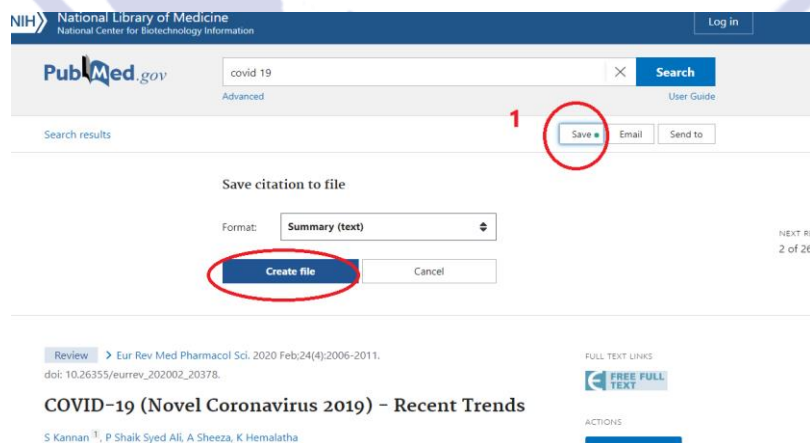 NIH National Library of Medicine
National Center for Biotechnology Information
Log in
PubMed.gov
covid 19
Search
Advanced
User Guide
1
Search results
Save
Email
Send to
Save citation to file
Format:
Summary (text)
Create file
Cancel
NEXT
2 of
Review
Eur Rev Med Pharmacol Sci. 2020 Feb;24(4):2006-2011.
doi: 10.26355/eurrev_202002_20378.
FULL TEXT LINKS
FREE FULL
TEXT
COVID-19 (Novel Coronavirus 2019) - Recent Trends
ACTIONS
S Kannan 1, P Shaik Syed Ali, A Sheeza, K Hemalatha